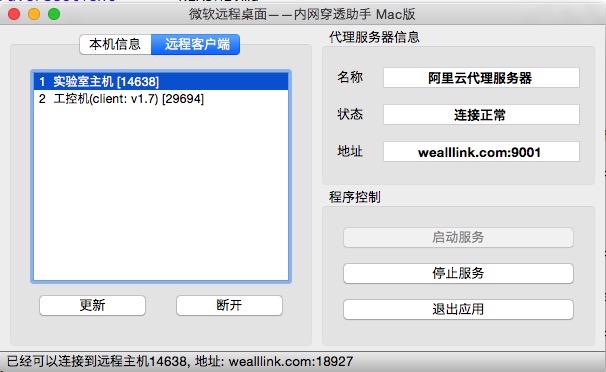 微软远程桌面——内网穿透助手 Mac版
本机信息 远程客户端
1 实验室主机 [14638]
2 工控机(client: v1.7) [29694]
更新 断开
代理服务器信息
名称 阿里云代理服务器
状态 连接正常
地址 wealllink.com:9001
程序控制
启动服务
停止服务
退出应用
已经可以连接到远程主机14638, 地址: wealllink.com:18927